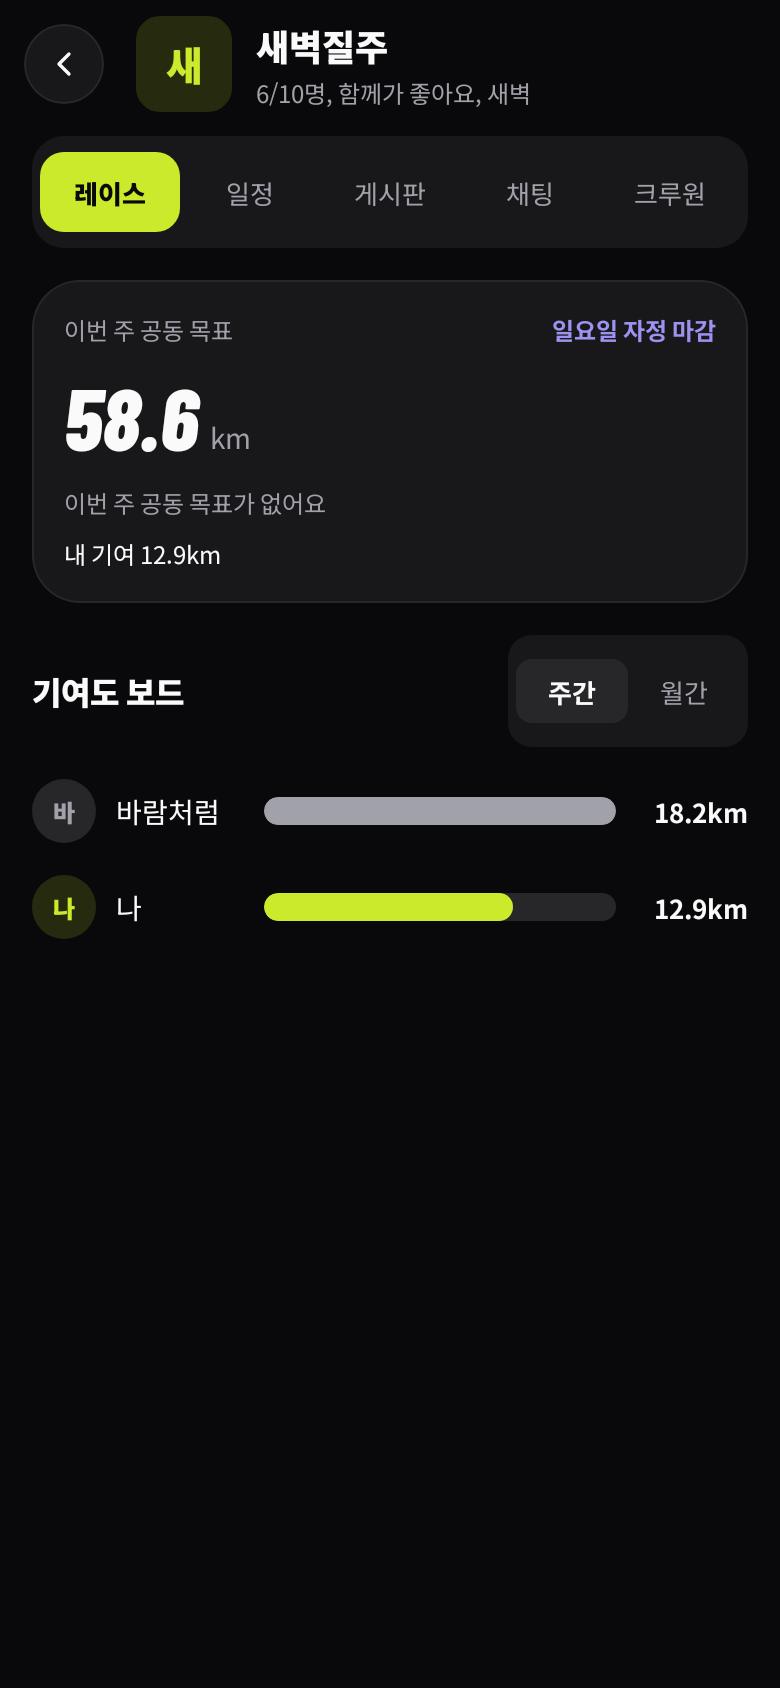 새
새벽질주
6/10명, 함께가 좋아요, 새벽
레이스 일정 게시판 채팅 크루원
이번 주 공동 목표 일요일 자정 마감
58.6 km
이번 주 공동 목표가 없어요
내 기여 12.9km
기여도 보드 주간 월간
바 바람처럼 18.2km
나 나 12.9km